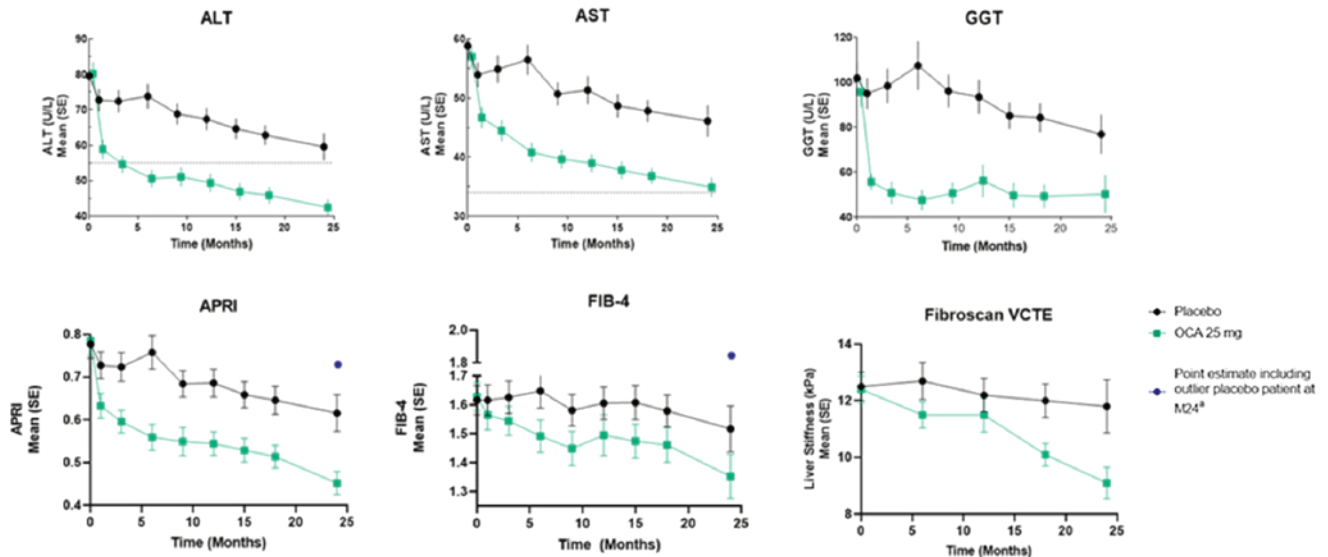 ALT
AST
GGT
90
80
70
60
50
40
ALT (U/L)
Mean (SE)
0 5 10 15 20 25
Time (Months)
60
50
40
30
AST (U/L)
Mean (SE)
0 5 10 15 20 25
Time (Months)
120
100
80
60
40
GGT (U/L)
Mean (SE)
0 5 10 15 20 25
Time (Months)
APRI
FIB-4
Fibroscan VCTE
0.8
0.7
0.6
0.5
0.4
APRI
Mean (SE)
0 5 10 15 20 25
Time (Months)
2.0
1.8
1.7
1.6
1.5
1.4
1.3
FIB-4
Mean (SE)
0 5 10 15 20 25
Time (Months)
14
12
10
8
Liver Stiffness (kPa)
Mean (SE)
0 5 10 15 20 25
Time (Months)
Placebo
OCA 25 mg
Point estimate including
outlier placebo patient at
M24a